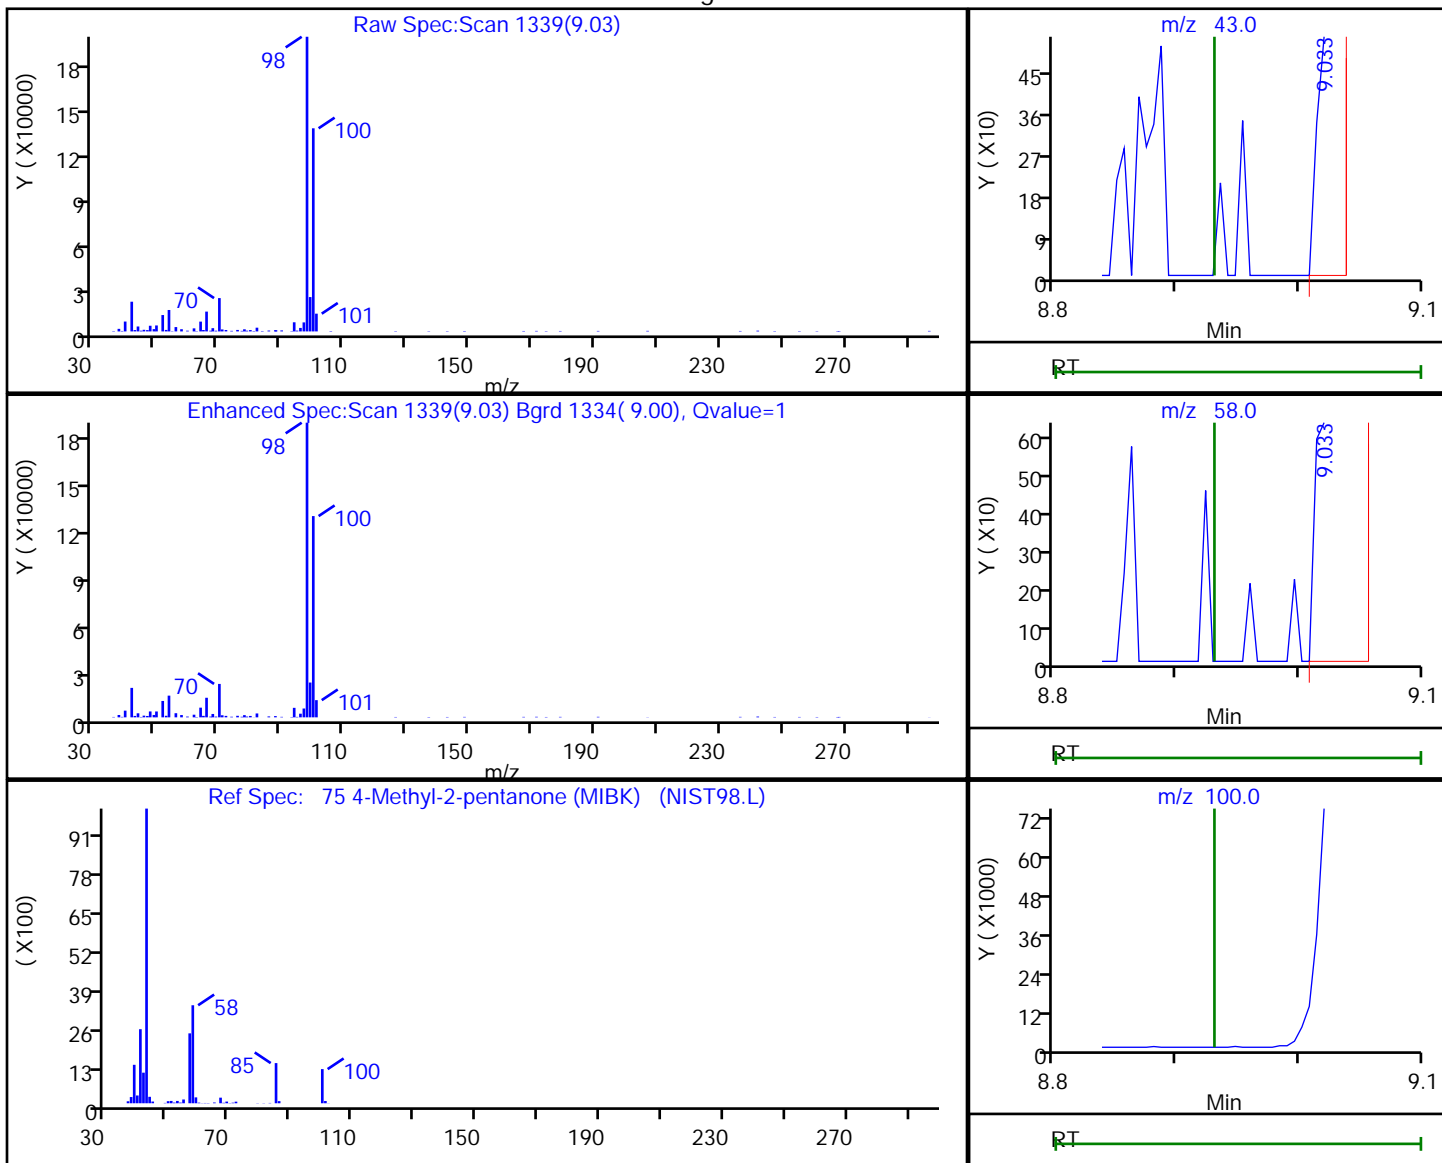 Raw Spec:Scan 1339(9.03)
Y ( X10000)
18
15
12
9
6
3
0
98
100
70
101
30 70 110 150 190 230 270
m/z
m/z 43.0
Y ( X10)
45
36
27
18
9
0
9.033
8.8 9.1
Min
RT
Enhanced Spec:Scan 1339(9.03) Bgrd 1334( 9.00), Qvalue=1
Y ( X10000)
18
15
12
9
6
3
0
98
100
70
101
30 70 110 150 190 230 270
m/z
m/z 58.0
Y ( X10)
60
50
40
30
20
10
0
9.033
8.8 9.1
Min
RT
Ref Spec: 75 4-Methyl-2-pentanone (MIBK) (NIST98.L)
( X100)
91
78
65
52
39
26
13
0
58
85
100
30 70 110 150 190 230 270
m/z 100.0
Y ( X1000)
72
60
48
36
24
12
0
8.8 9.1
Min
RT